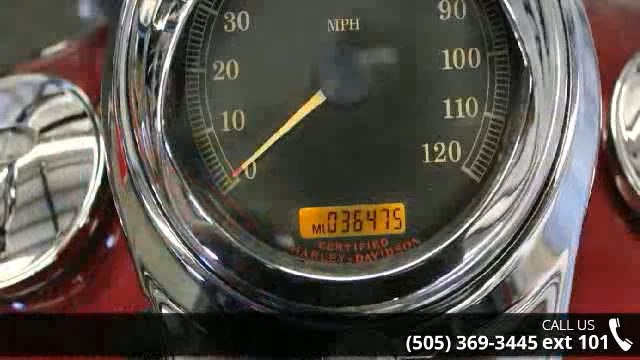 30
MPH
90
20
100
10
110
0
120
MI 036475
CERTIFIED
HARLEY-DAVIDSON
CALL US
(505) 369-3445 ext 101